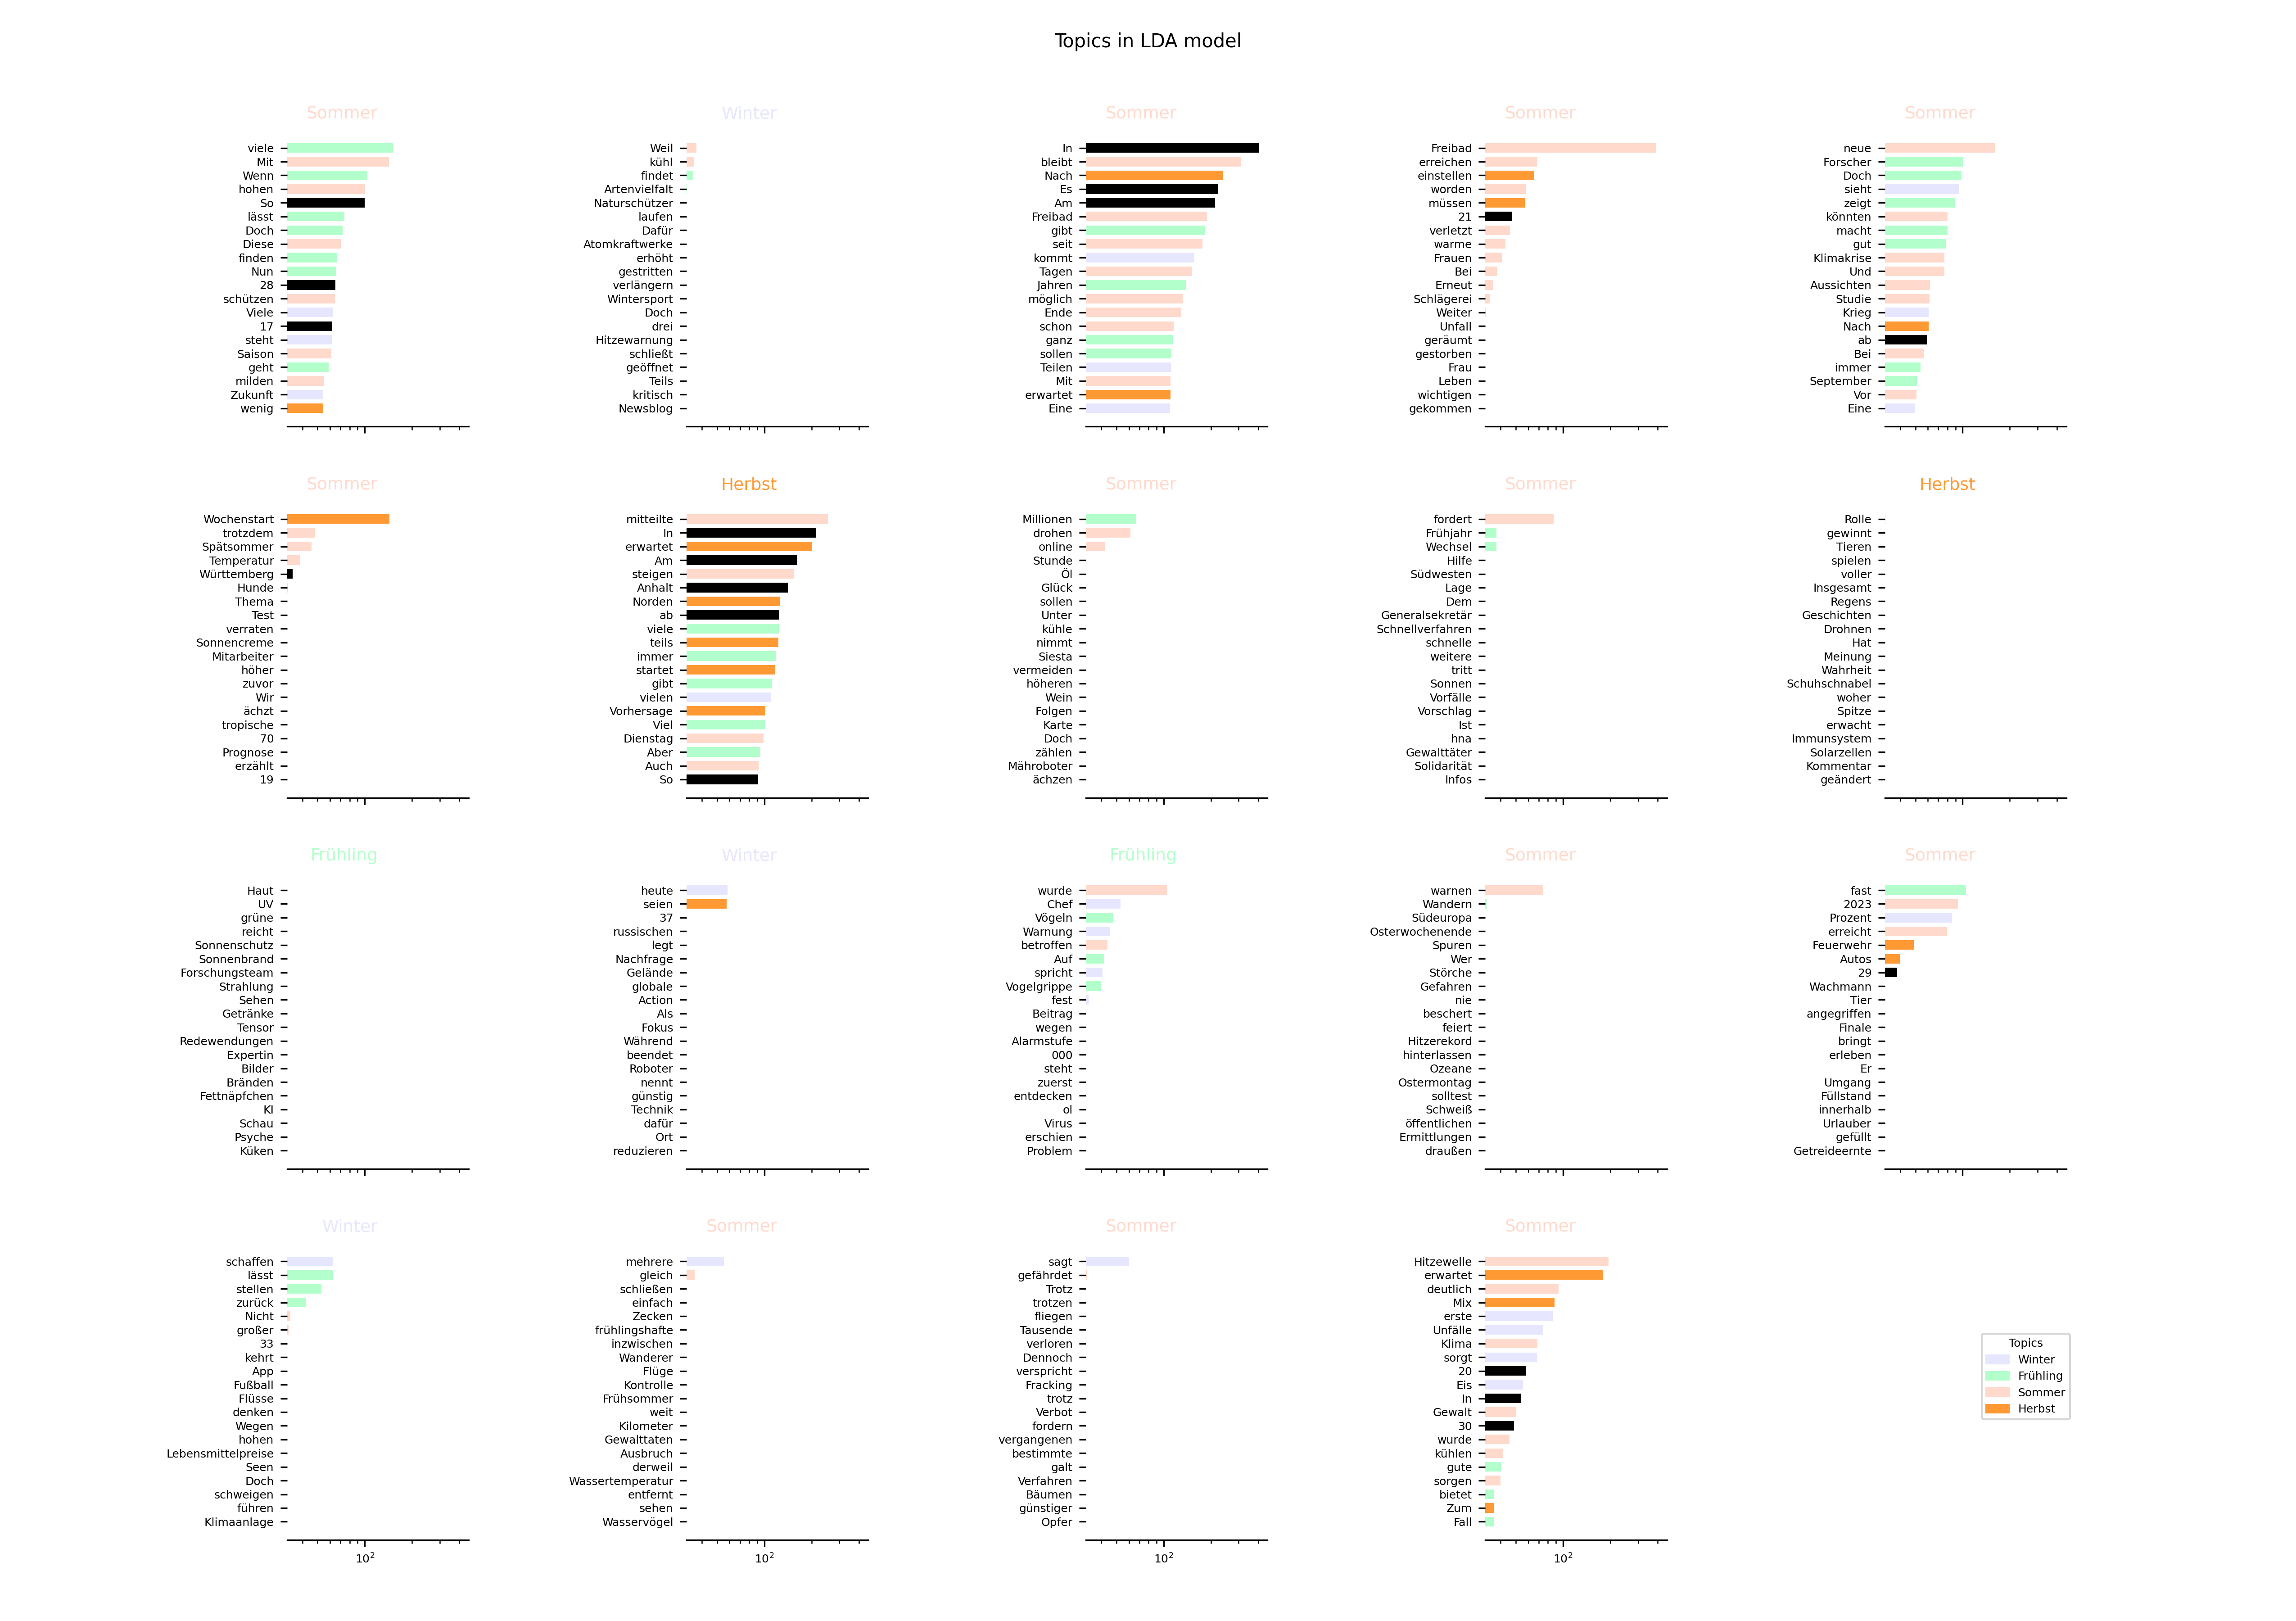 Topics in LDA model
Sommer
viele
Mit
Wenn
hohen
So
lässt
Doch
Diese
finden
Nun
28
schützen
Viele
17
steht
Saison
geht
milden
Zukunft
wenig
Winter
Weil
kühl
findet
Artenvielfalt
Naturschützer
laufen
Dafür
Atomkraftwerke
erhöht
gestritten
verlängern
Wintersport
Doch
drei
Hitzewarnung
schließt
geöffnet
Teils
kritisch
Newsblog
Sommer
In
bleibt
Nach
Es
Am
Freibad
gibt
seit
kommt
Tagen
Jahren
möglich
Ende
schon
ganz
sollen
Teilen
Mit
erwartet
Eine
Sommer
Freibad
erreichen
einstellen
worden
müssen
21
verletzt
warme
Frauen
Bei
Erneut
Schlägerei
Weiter
Unfall
geräumt
gestorben
Frau
Leben
wichtigen
gekommen
Sommer
neue
Forscher
Doch
sieht
zeigt
könnten
macht
gut
Klimakrise
Und
Aussichten
Studie
Krieg
Nach
ab
Bei
immer
September
Vor
Eine
Sommer
Wochenstart
trotzdem
Spätsommer
Temperatur
Württemberg
Hunde
Thema
Test
verraten
Sonnencreme
Mitarbeiter
höher
zuvor
Wir
ächzt
tropische
70
Prognose
erzählt
19
Herbst
mitteilte
In
erwartet
Am
steigen
Anhalt
Norden
ab
viele
teils
immer
startet
gibt
vielen
Vorhersage
Viel
Dienstag
Aber
Auch
So
Sommer
Millionen
drohen
online
Stunde
Öl
Glück
sollen
Unter
kühle
nimmt
Siesta
vermeiden
höheren
Wein
Folgen
Karte
Doch
zählen
Mähroboter
ächzen
Sommer
fordert
Frühjahr
Wechsel
Hilfe
Südwesten
Lage
Dem
Generalsekretär
Schnellverfahren
schnelle
weitere
tritt
Sonnen
Vorfälle
Vorschlag
Ist
hna
Gewalttäter
Solidarität
Infos
Herbst
Rolle
gewinnt
Tieren
spielen
voller
Insgesamt
Regens
Geschichten
Drohnen
Hat
Meinung
Wahrheit
Schuhschnabel
woher
Spitze
erwacht
Immunsystem
Solarzellen
Kommentar
geändert
Frühling
Haut
UV
grüne
reicht
Sonnenschutz
Sonnenbrand
Forschungsteam
Strahlung
Sehen
Getränke
Tensor
Redewendungen
Expertin
Bilder
Bränden
Fettnäpfchen
KI
Schau
Psyche
Küken
Winter
heute
seien
37
russischen
legt
Nachfrage
Gelände
globale
Action
Als
Fokus
Während
beendet
Roboter
nennt
günstig
Technik
dafür
Ort
reduzieren
Frühling
wurde
Chef
Vögeln
Warnung
betroffen
Auf
spricht
Vogelgrippe
fest
Beitrag
wegen
Alarmstufe
000
steht
zuerst
entdecken
ol
Virus
erschien
Problem
Sommer
warnen
Wandern
Südeuropa
Osterwochenende
Spuren
Wer
Störche
Gefahren
nie
beschert
feiert
Hitzerekord
hinterlassen
Ozeane
Ostermontag
solltest
Schweiß
öffentlichen
Ermittlungen
draußen
Sommer
fast
2023
Prozent
erreicht
Feuerwehr
Autos
29
Wachmann
Tier
angegriffen
Finale
bringt
erleben
Er
Umgang
Füllstand
innerhalb
Urlauber
gefüllt
Getreideernte
Winter
schaffen
lässt
stellen
zurück
Nicht
großer
33
kehrt
App
Fußball
Flüsse
denken
Wegen
hohen
Lebensmittelpreise
Seen
Doch
schweigen
führen
Klimaanlage
10²
Sommer
mehrere
gleich
schließen
einfach
Zecken
frühlingshafte
inzwischen
Wanderer
Flüge
Kontrolle
Frühsommer
weit
Kilometer
Gewalttaten
Ausbruch
derweil
Wassertemperatur
entfernt
sehen
Wasservögel
10²
Sommer
sagt
gefährdet
Trotz
trotzen
fliegen
Tausende
verloren
Dennoch
verspricht
Fracking
trotz
Verbot
fordern
vergangenen
bestimmte
galt
Verfahren
Bäumen
günstiger
Opfer
10²
Sommer
Hitzewelle
erwartet
deutlich
Mix
erste
Unfälle
Klima
sorgt
20
Eis
In
Gewalt
30
wurde
kühlen
gute
sorgen
bietet
Zum
Fall
10²
Topics
Winter
Frühling
Sommer
Herbst